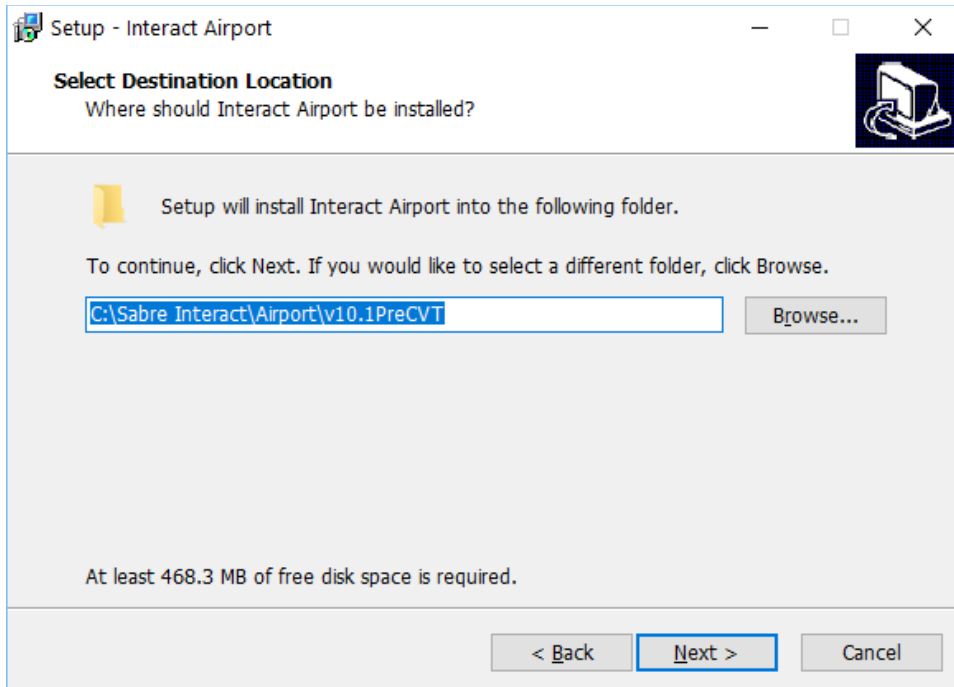 Setup - Interact Airport
Select Destination Location
Where should Interact Airport be installed?
Setup will install Interact Airport into the following folder.
To continue, click Next. If you would like to select a different folder, click Browse.
C:\Sabre Interact\Airport\v10.1PreCVT
Browse...
At least 468.3 MB of free disk space is required.
< Back
Next >
Cancel